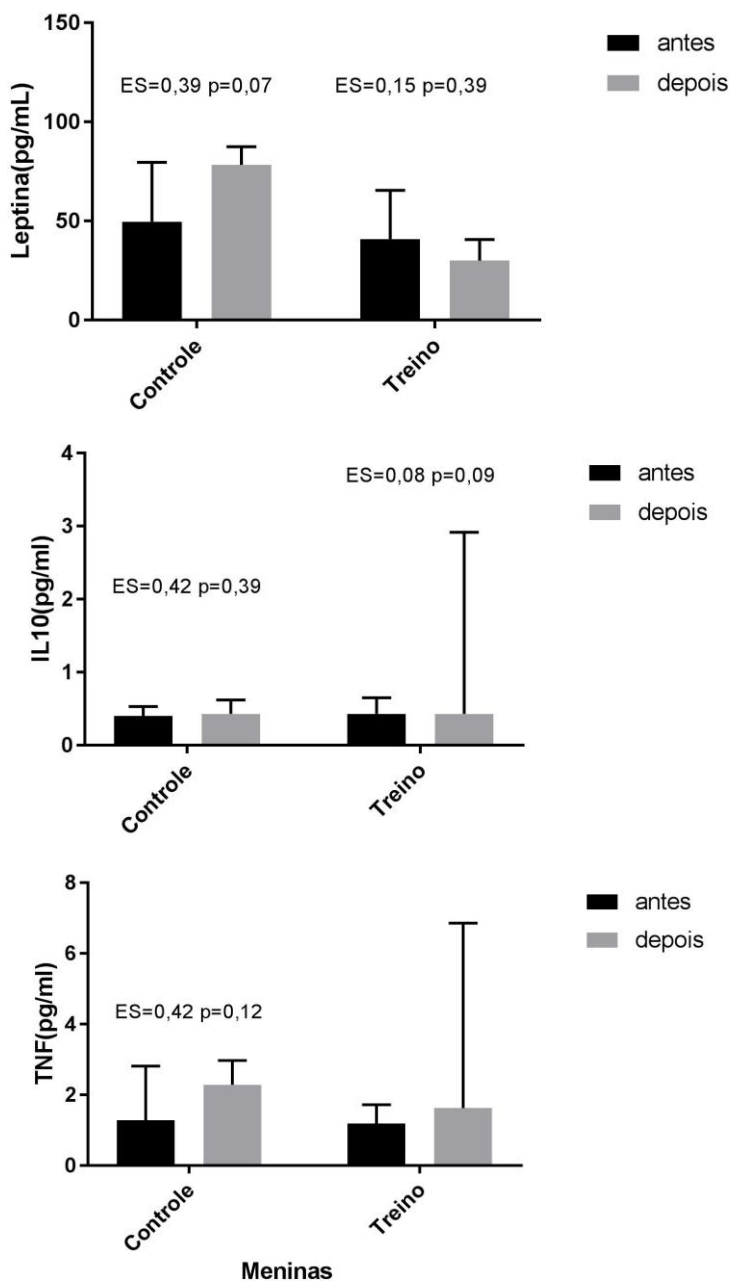 150
100
50
0
Leptina(pg/mL)
ES=0,39 p=0,07
ES=0,15 p=0,39
antes
depois
Controle
Treino
4
3
2
1
0
IL10(pg/ml)
ES=0,42 p=0,39
ES=0,08 p=0,09
antes
depois
Controle
Treino
8
6
4
2
0
TNF(pg/ml)
ES=0,42 p=0,12
antes
depois
Controle
Treino
Meninas